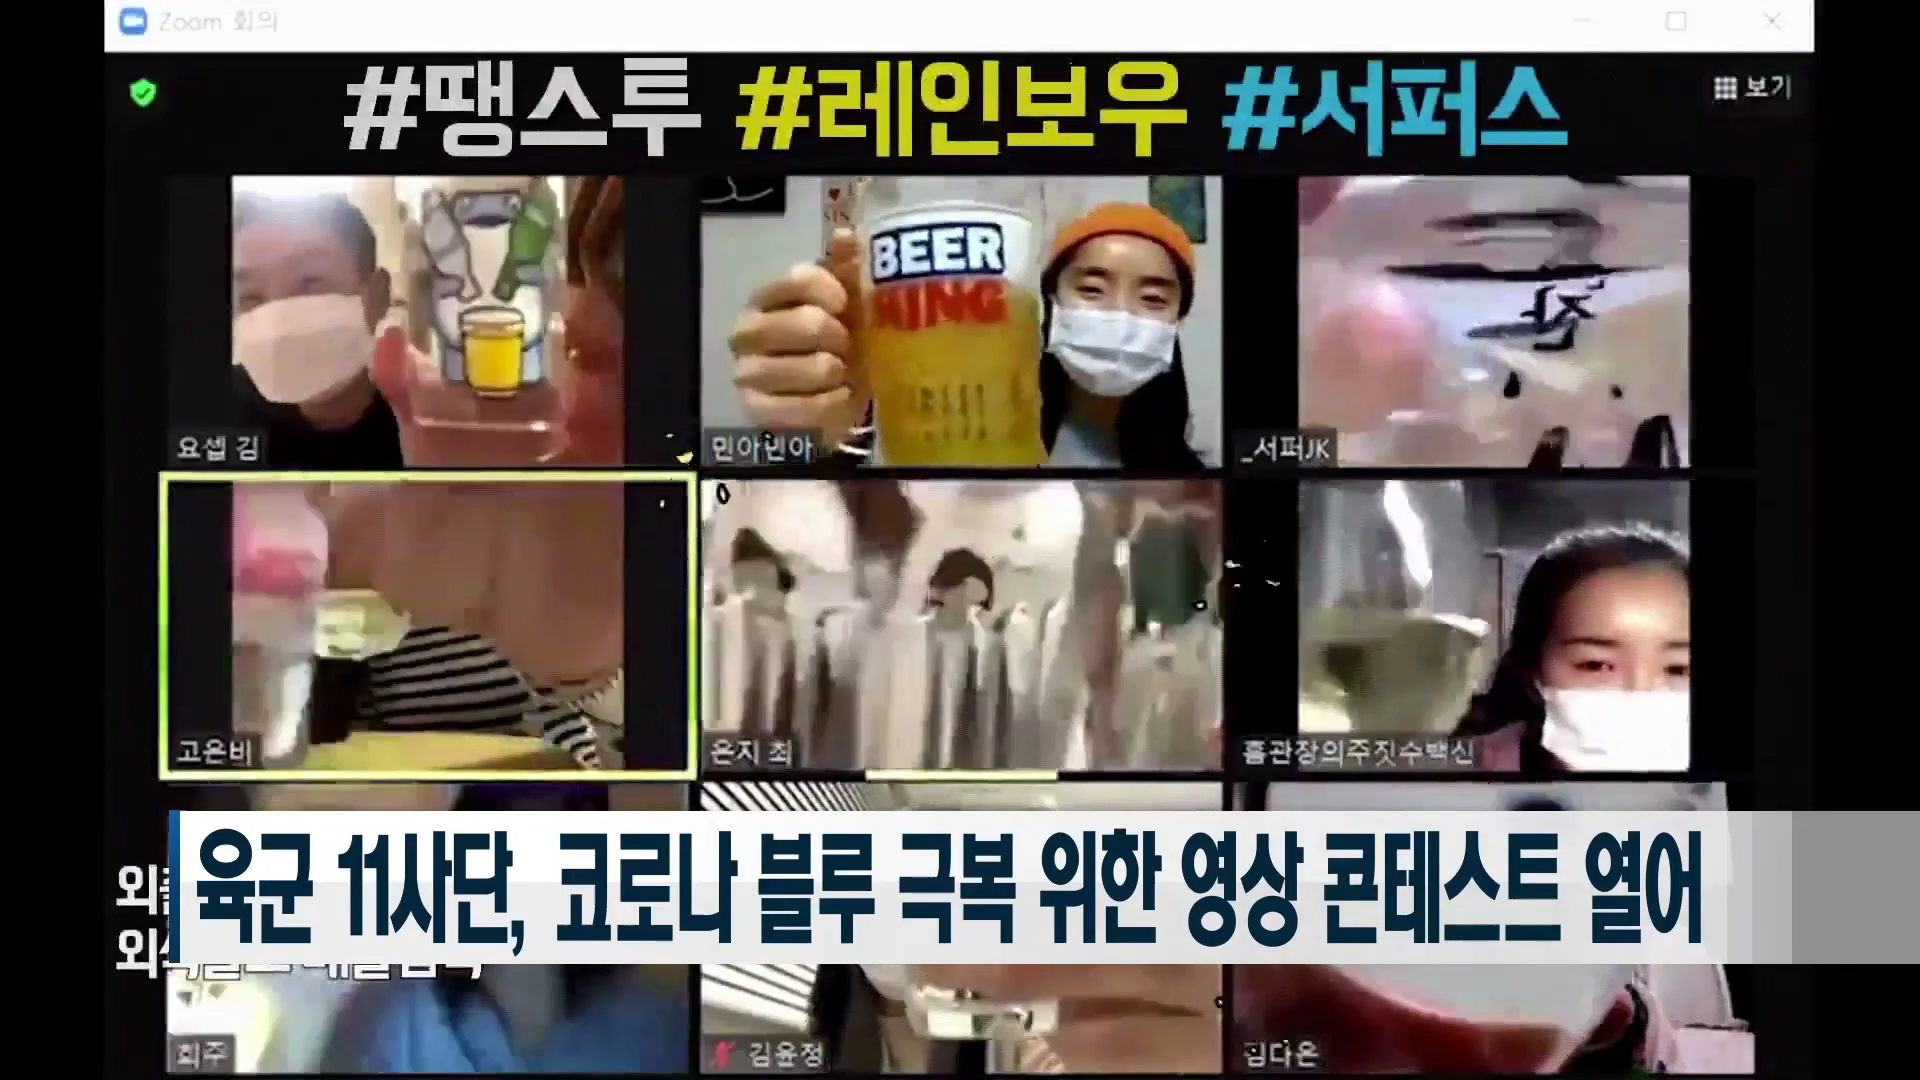 Zoom 회의
#땡스투 #레인보우 #서퍼스
보기
BEER
KING
잔
요셉 김
민아민아
_서퍼JK
고은비
은지 최
홈관장의주짓수백신
육군 11사단, 코로나 블루 극복 위한 영상 콘테스트 열어
희주
김윤정
김다은